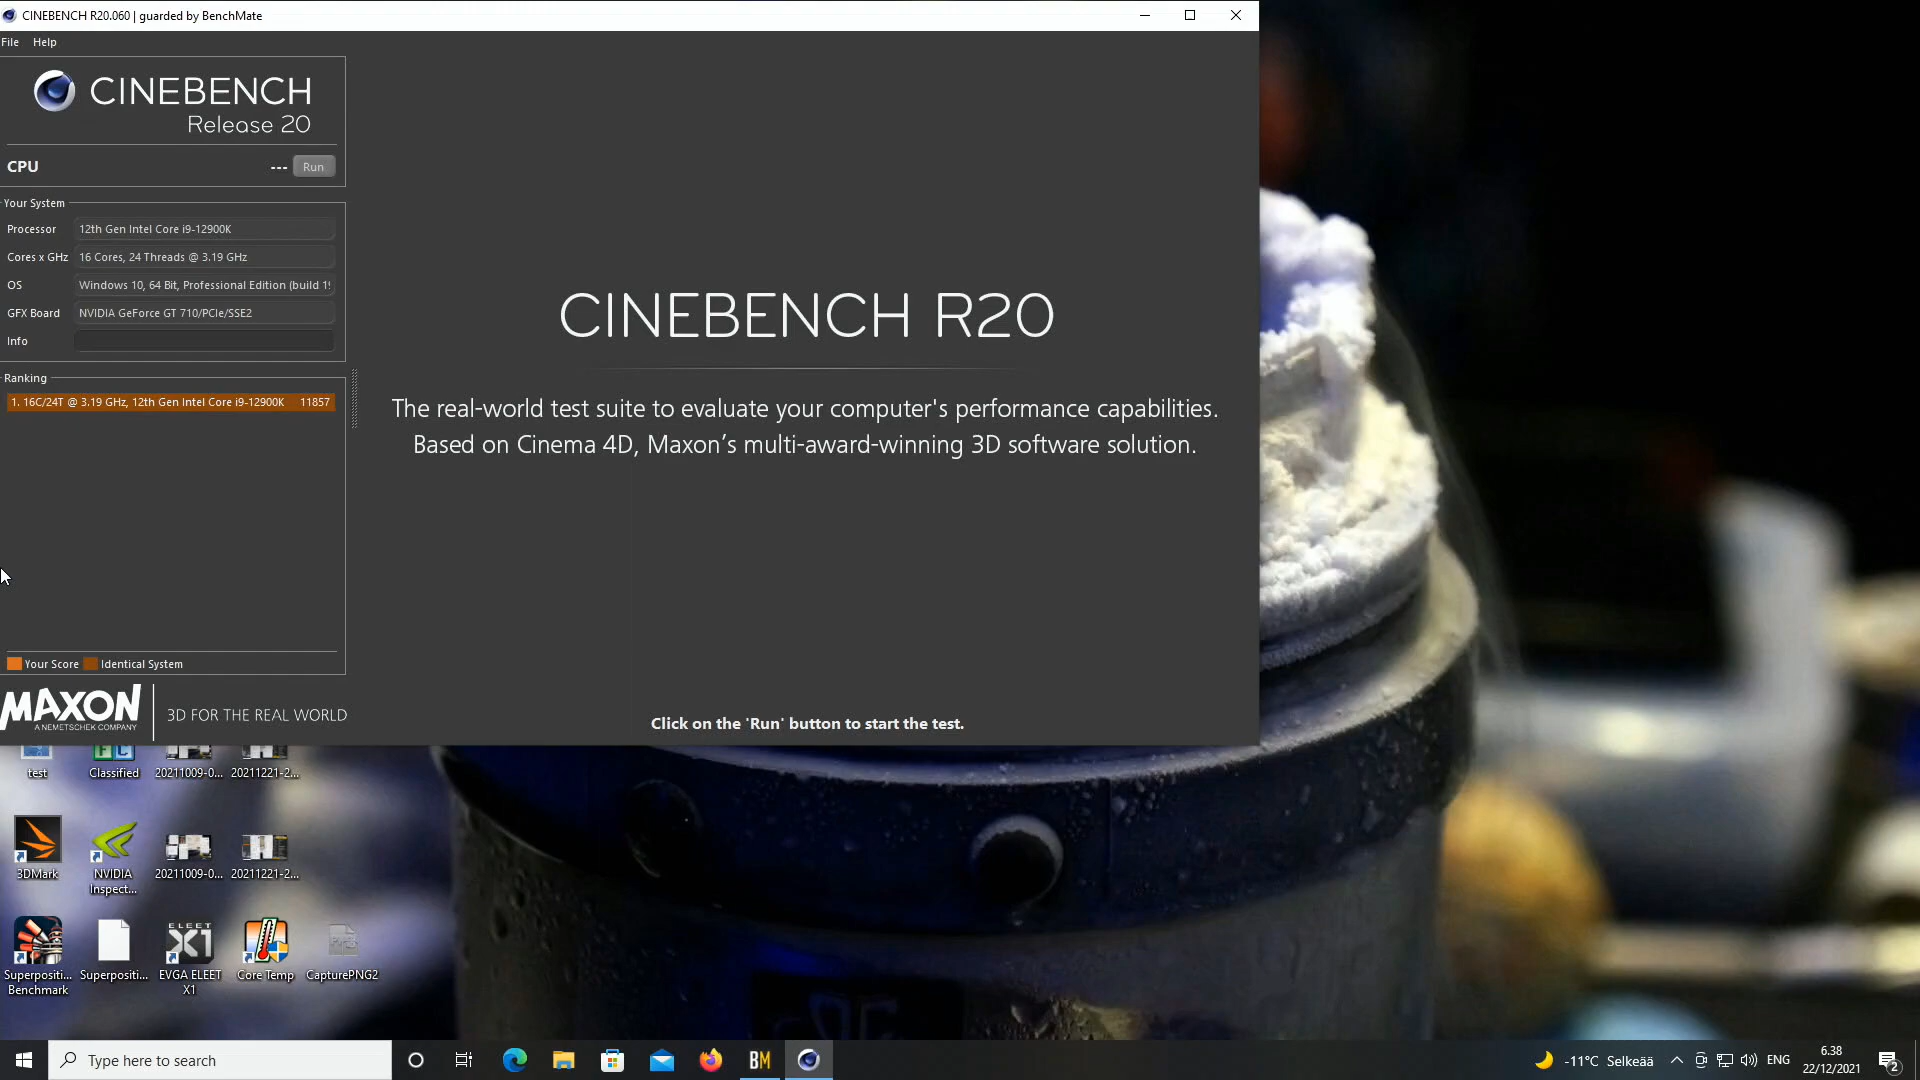 CINEBENCH R20.060 | guarded by BenchMate
File Help
CINEBENCH
Release 20
CPU --- Run
Your System
Processor 12th Gen Intel Core i9-12900K
Cores x GHz 16 Cores, 24 Threads @ 3.19 GHz
OS Windows 10, 64 Bit, Professional Edition (build 19
GFX Board NVIDIA GeForce GT 710/PCIe/SSE2
Info
Ranking
1. 16C/24T @ 3.19 GHz, 12th Gen Intel Core i9-12900K 11857
CINEBENCH R20
The real-world test suite to evaluate your computer's performance capabilities.
Based on Cinema 4D, Maxon’s multi-award-winning 3D software solution.
Your Score Identical System
MAXON
A NEMETSCHEK COMPANY
3D FOR THE REAL WORLD
Click on the 'Run' button to start the test.
test Classified 20211009-0... 20211221-2...
3DMark NVIDIA Inspect... 20211009-0... 20211221-2...
ELEET
X1
Superpositi... Benchmark Superpositi... EVGA ELEET X1 Core Temp CapturePNG2
Type here to search
BM
-11°C Selkeää ENG
6.38
22/12/2021
2